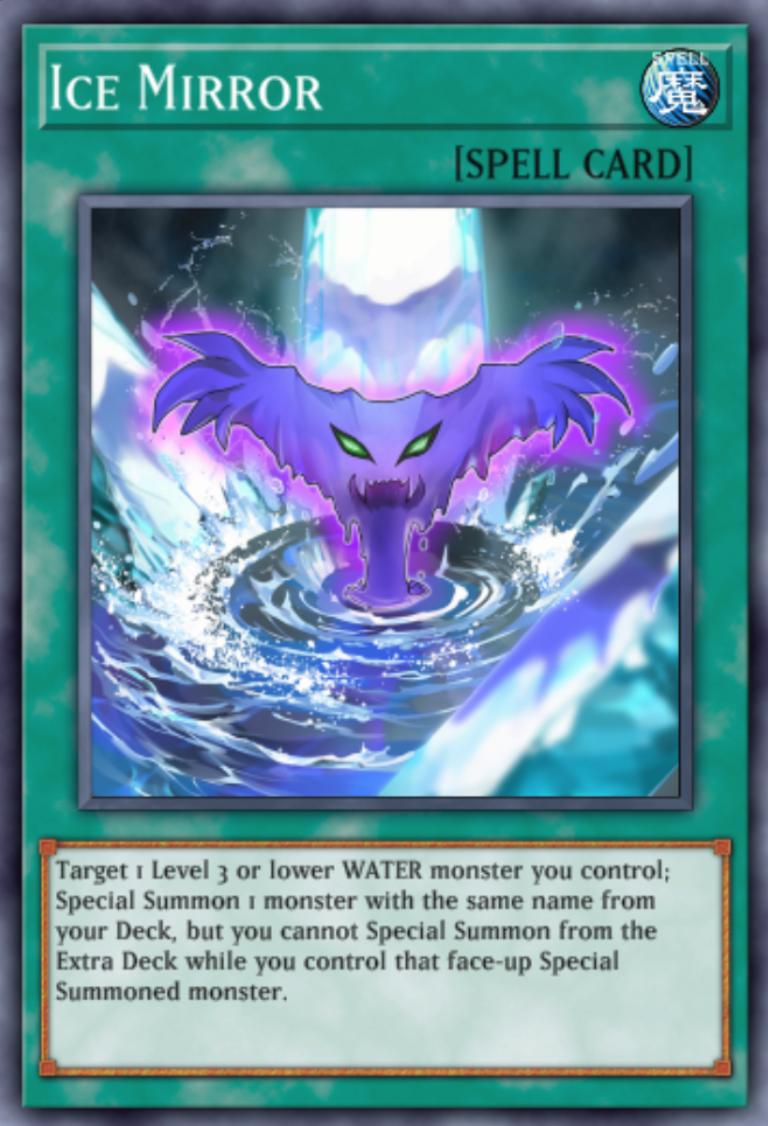 ICE MIRROR
SPELL
魔
[SPELL CARD]
Target 1 Level 3 or lower WATER monster you control;
Special Summon 1 monster with the same name from
your Deck, but you cannot Special Summon from the
Extra Deck while you control that face-up Special
Summoned monster.